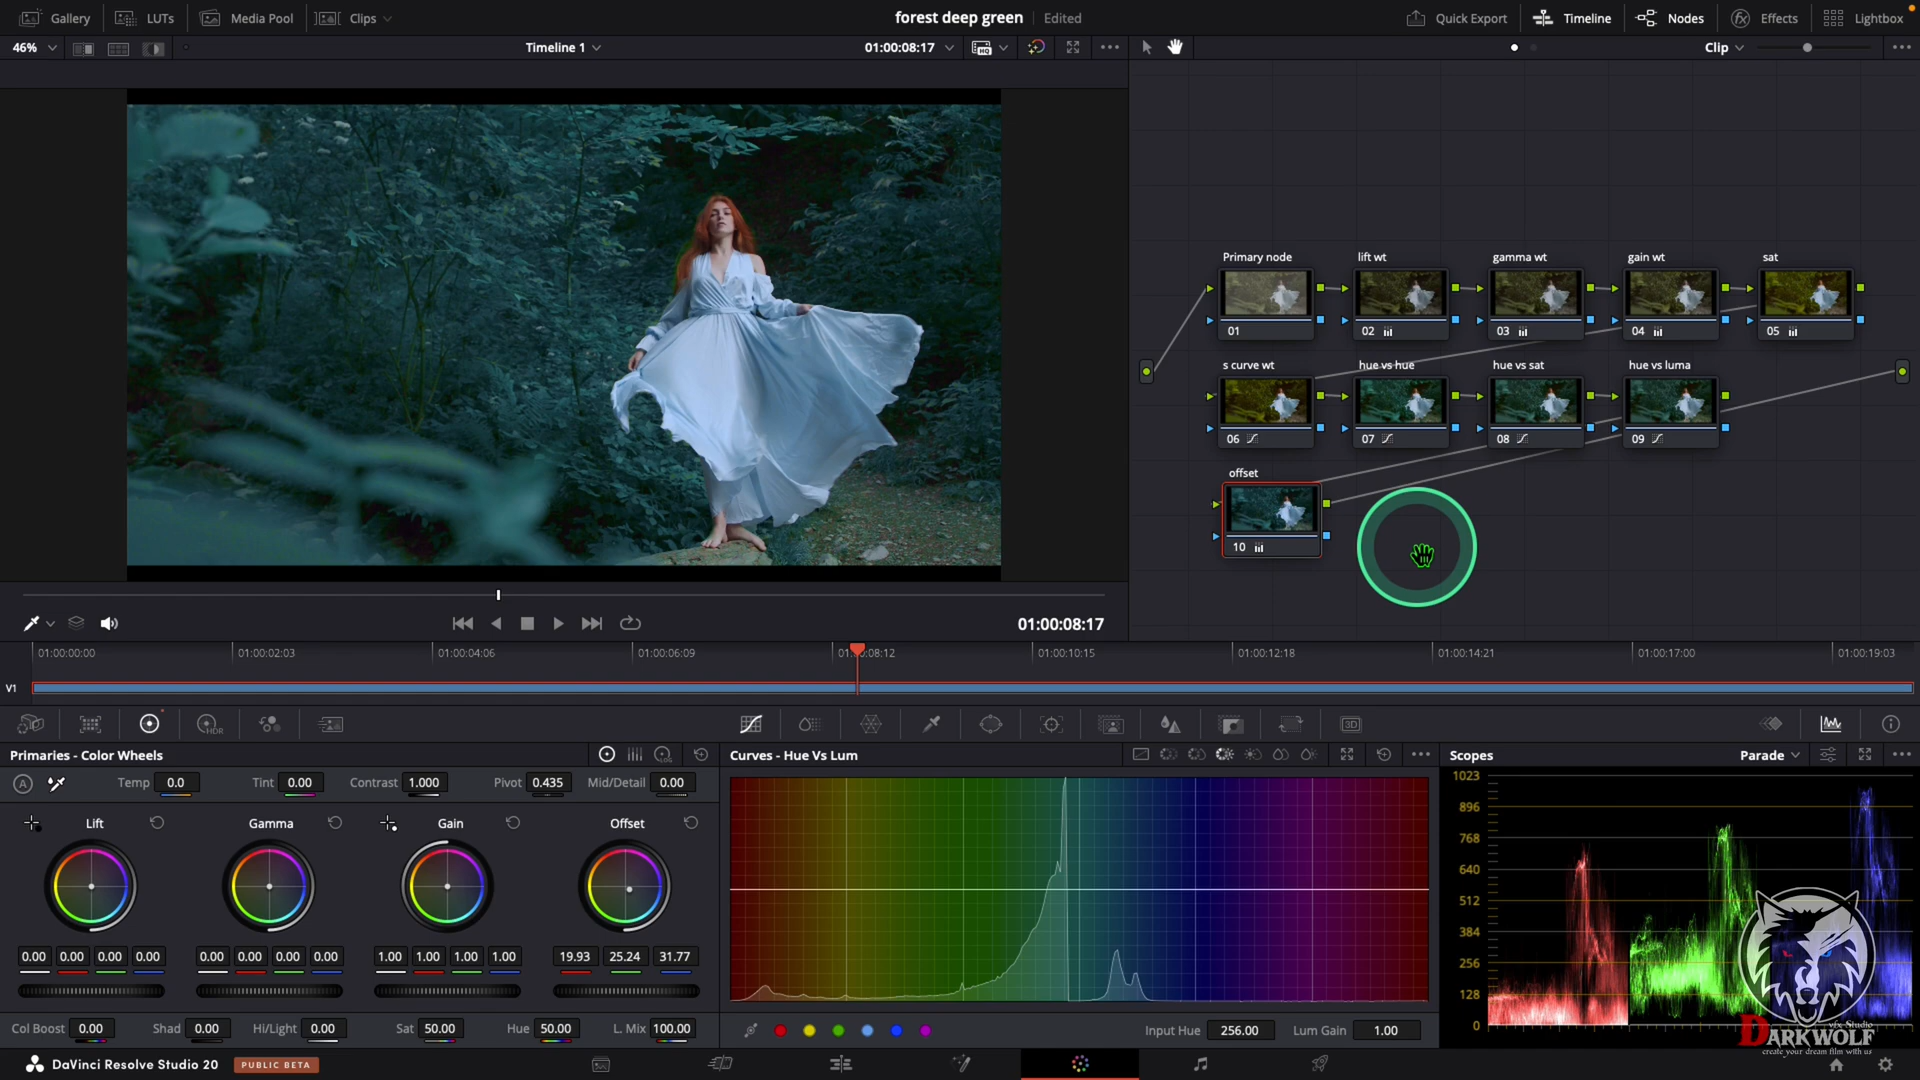 Gallery LUTs Media Pool Clips forest deep green Edited Quick Export Timeline Nodes Effects Lightbox
46% Timeline 1 01:00:08:17 HQ Clip
Primary node lift wt gamma wt gain wt sat
01 02 03 04 05
s curve wt hue vs hue hue vs sat hue vs luma
06 07 08 09
offset
10
01:00:08:17
01:00:00:00 01:00:02:03 01:00:04:06 01:00:06:09 01:00:08:12 01:00:10:15 01:00:12:18 01:00:14:21 01:00:17:00 01:00:19:03
V1
HDR 3D
Primaries - Color Wheels LOG Curves - Hue Vs Lum Scopes Parade
A Temp 0.0 Tint 0.00 Contrast 1.000 Pivot 0.435 Mid/Detail 0.00
Lift Gamma Gain Offset
0.00 0.00 0.00 0.00 0.00 0.00 0.00 0.00 1.00 1.00 1.00 1.00 19.93 25.24 31.77
Col Boost 0.00 Shad 0.00 Hi/Light 0.00 Sat 50.00 Hue 50.00 L. Mix 100.00
Input Hue 256.00 Lum Gain 1.00
1023
896
768
640
512
384
256
128
0
vfx Studio
DARKWOLF
create your dream film with us
DaVinci Resolve Studio 20 PUBLIC BETA